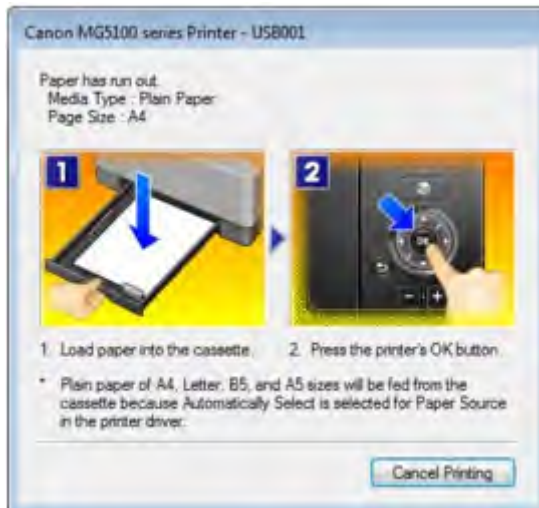 Canon MG5100 series Printer - USB001
Paper has run out.
Media Type : Plain Paper
Page Size : A4
1
2
OK
1. Load paper into the cassette.
2. Press the printer's OK button.
* Plain paper of A4, Letter, B5, and A5 sizes will be fed from the
cassette because Automatically Select is selected for Paper Source
in the printer driver.
Cancel Printing